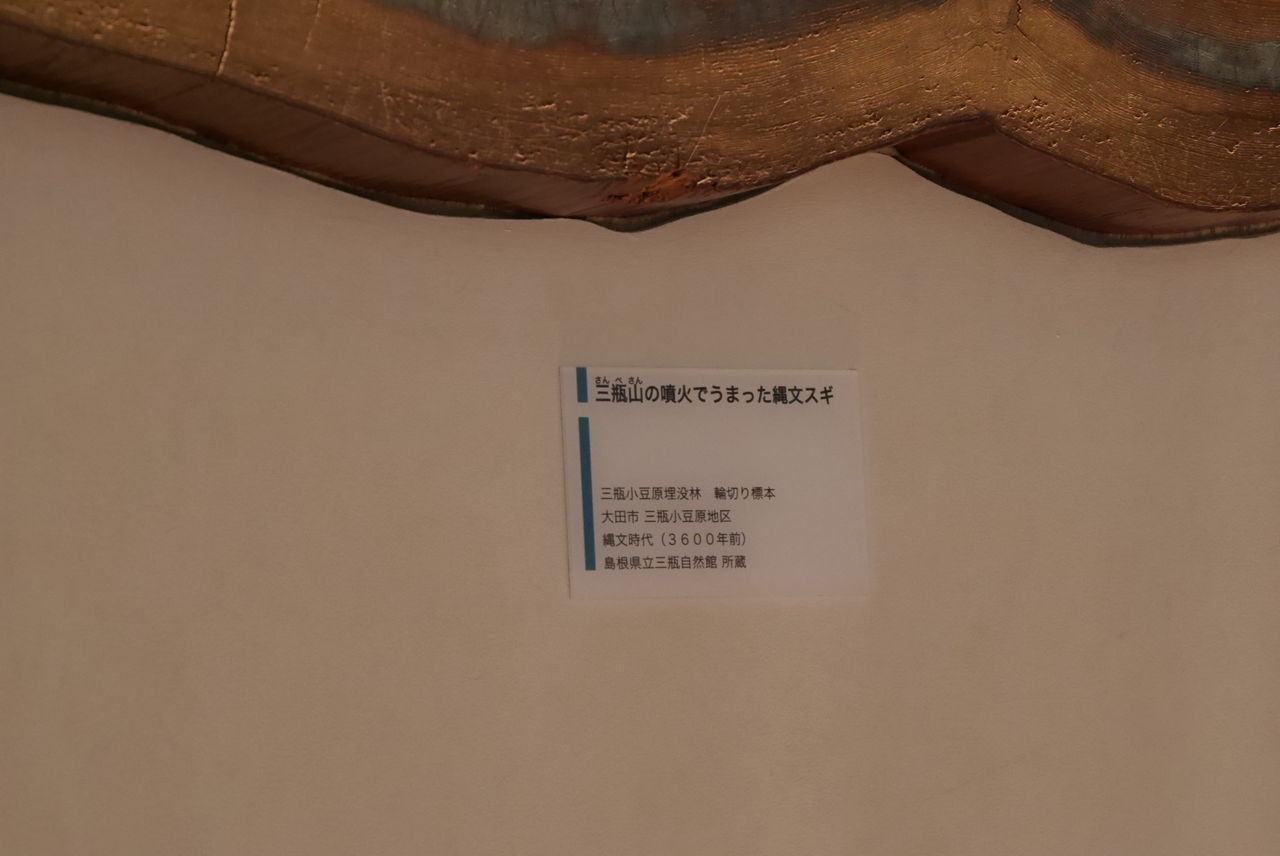 さんべさん
三瓶山の噴火でうまった縄文スギ
三瓶小豆原埋没林　輪切り標本
大田市 三瓶小豆原地区
縄文時代（３６００年前）
島根県立三瓶自然館 所蔵